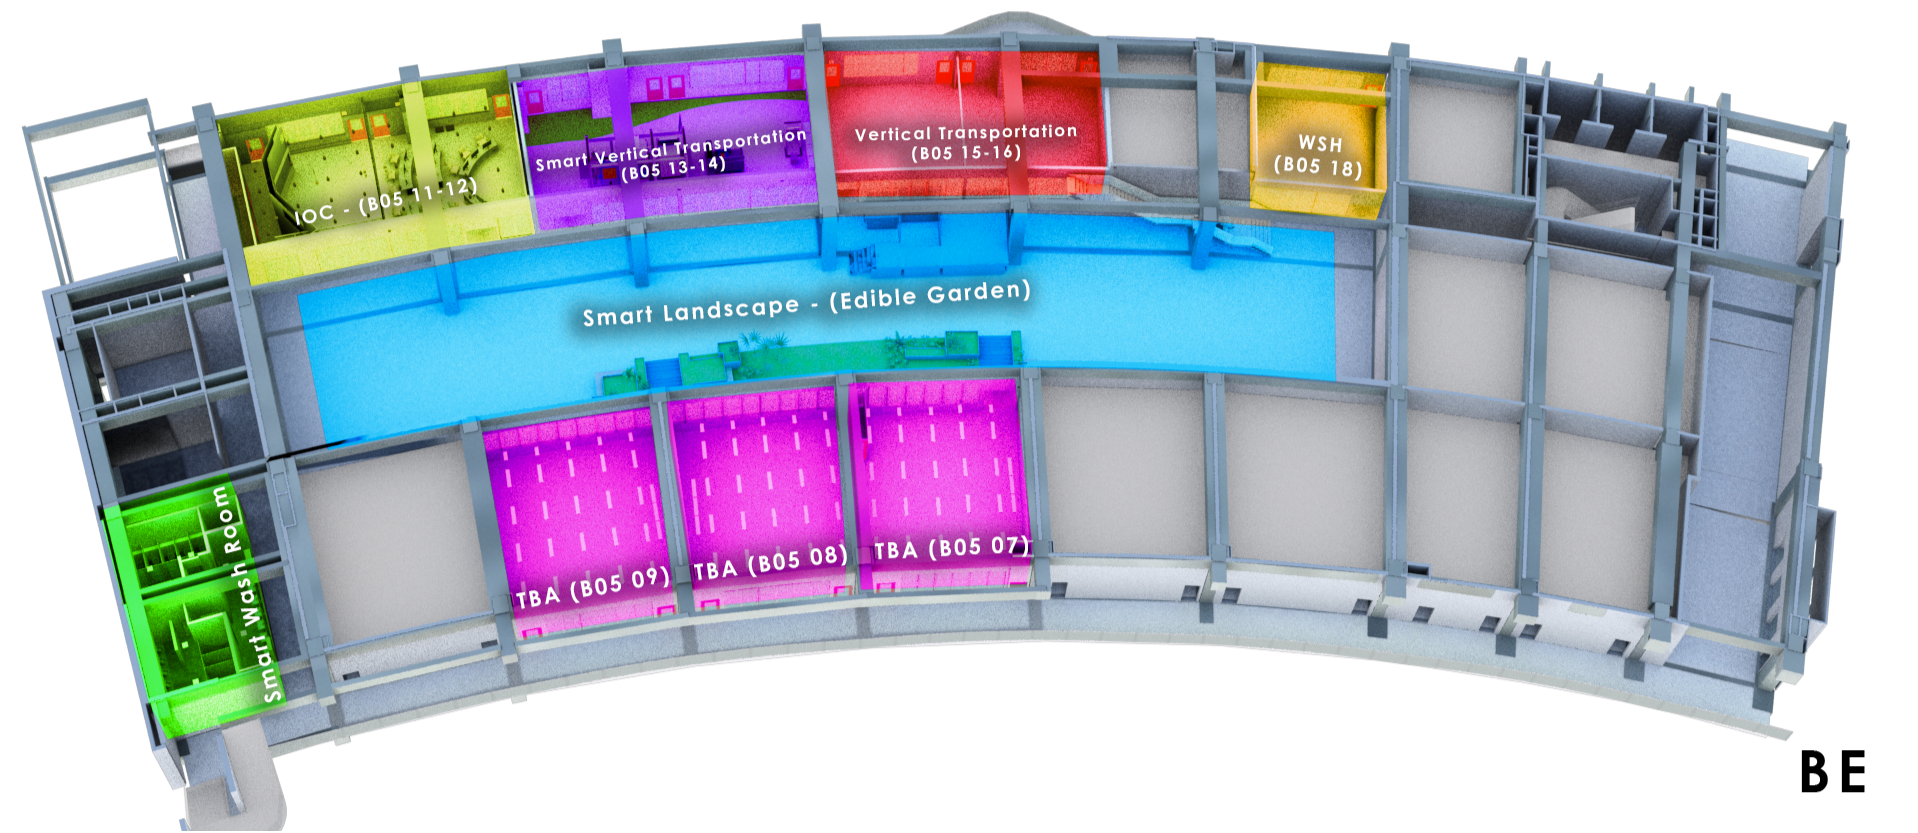 IOC - (B05 11-12)
Smart Vertical Transportation
(B05 13-14)
Vertical Transportation
(B05 15-16)
WSH
(B05 18)
Smart Landscape - (Edible Garden)
Smart Wash Room
TBA (B05 09)
TBA (B05 08)
TBA (B05 07)
BE